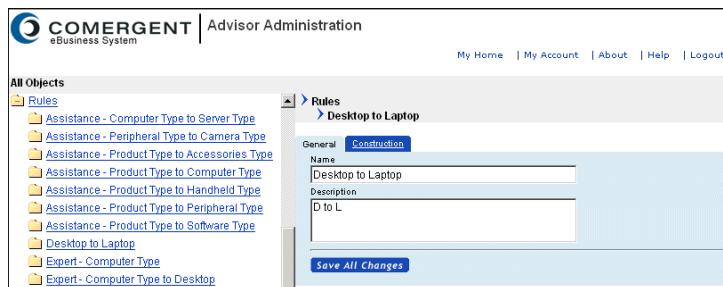 COMERGENT
eBusiness System
Advisor Administration
My Home | My Account | About | Help | Logout
All Objects
Rules
Assistance - Computer Type to Server Type
Assistance - Peripheral Type to Camera Type
Assistance - Product Type to Accessories Type
Assistance - Product Type to Computer Type
Assistance - Product Type to Handheld Type
Assistance - Product Type to Peripheral Type
Assistance - Product Type to Software Type
Desktop to Laptop
Expert - Computer Type
Expert - Computer Type to Desktop
Rules
Desktop to Laptop
General Construction
Name
Desktop to Laptop
Description
D to L
Save All Changes